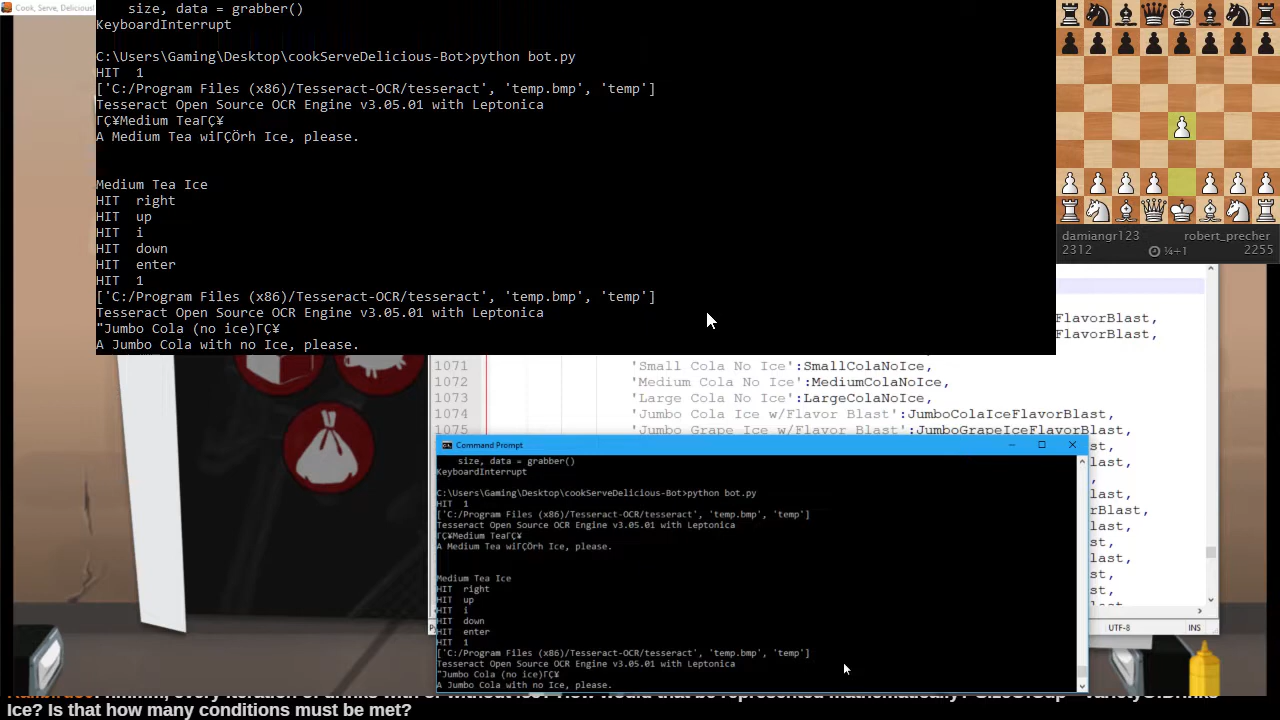 Cook, Serve, Delicious!
size, data = grabber()
KeyboardInterrupt
C:\Users\Gaming\Desktop\cookServeDelicious-Bot>python bot.py
HIT  1
['C:/Program Files (x86)/Tesseract-OCR/tesseract', 'temp.bmp', 'temp']
Tesseract Open Source OCR Engine v3.05.01 with Leptonica
ΓÇ¥Medium TeaΓÇ¥
A Medium Tea wiΓÇÖrh Ice, please.
Medium Tea Ice
HIT  right
HIT  up
HIT  i
HIT  down
HIT  enter
HIT  1
['C:/Program Files (x86)/Tesseract-OCR/tesseract', 'temp.bmp', 'temp']
Tesseract Open Source OCR Engine v3.05.01 with Leptonica
"Jumbo Cola (no ice)ΓÇ¥
A Jumbo Cola with no Ice, please.
damiangr123 robert_precher
2312 ¼+1 2255
FlavorBlast,
FlavorBlast,
1071 'Small Cola No Ice':SmallColaNoIce,
1072 'Medium Cola No Ice':MediumColaNoIce,
1073 'Large Cola No Ice':LargeColaNoIce,
1074 'Jumbo Cola Ice w/Flavor Blast':JumboColaIceFlavorBlast,
1075 'Jumbo Grape Ice w/Flavor Blast':JumboGrapeIceFlavorBlast,
Command Prompt
size, data = grabber()
KeyboardInterrupt
C:\Users\Gaming\Desktop\cookServeDelicious-Bot>python bot.py
HIT  1
['C:/Program Files (x86)/Tesseract-OCR/tesseract', 'temp.bmp', 'temp']
Tesseract Open Source OCR Engine v3.05.01 with Leptonica
ΓÇ¥Medium TeaΓÇ¥
A Medium Tea wiΓÇÖrh Ice, please.
Medium Tea Ice
HIT  right
HIT  up
HIT  i
HIT  down
HIT  enter
HIT  1
['C:/Program Files (x86)/Tesseract-OCR/tesseract', 'temp.bmp', 'temp']
Tesseract Open Source OCR Engine v3.05.01 with Leptonica
"Jumbo Cola (no ice)ΓÇ¥
A Jumbo Cola with no Ice, please.
last,
last,
rBlast,
last,
ast,
last,
st,
st,
UTF-8 INS
Ice? Is that how many conditions must be met?